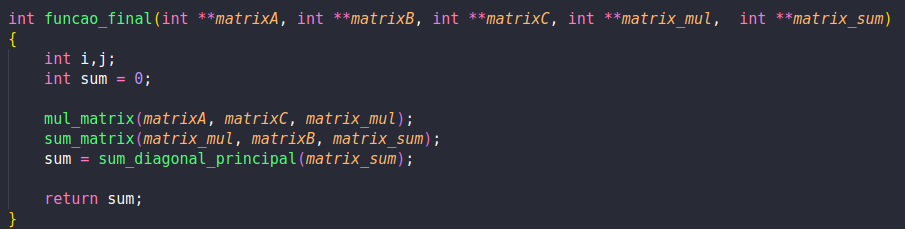 int funcao_final(int **matrixA, int **matrixB, int **matrixC, int **matrix_mul,  int **matrix_sum)
{
    int i,j;
    int sum = 0;

    mul_matrix(matrixA, matrixC, matrix_mul);
    sum_matrix(matrix_mul, matrixB, matrix_sum);
    sum = sum_diagonal_principal(matrix_sum);

    return sum;
}